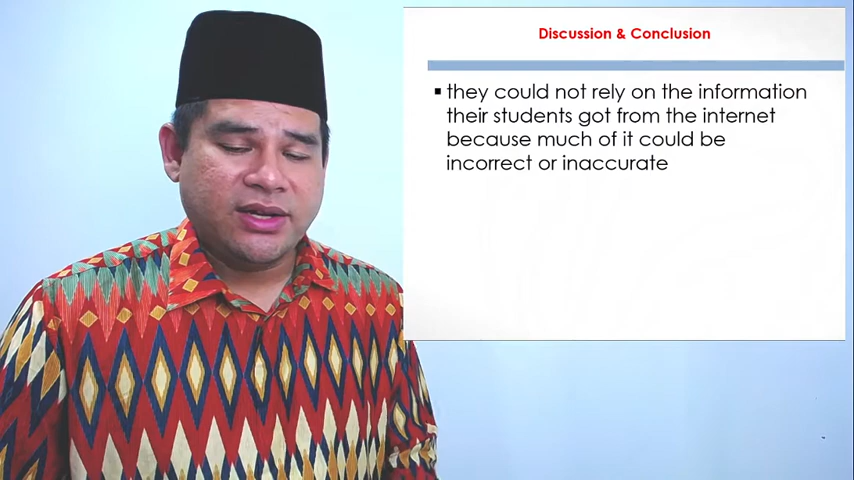 Discussion & Conclusion
▪ they could not rely on the information
their students got from the internet
because much of it could be
incorrect or inaccurate